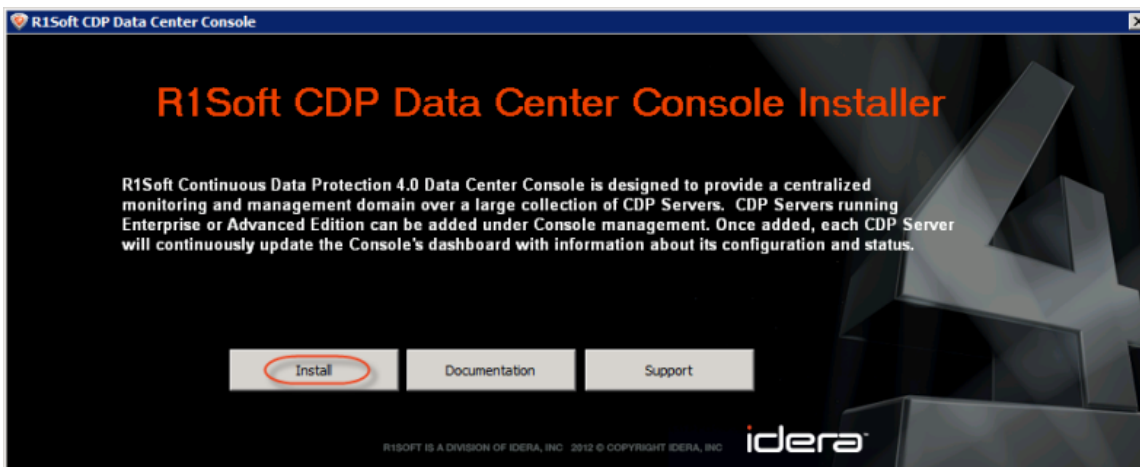 R1Soft CDP Data Center Console
R1Soft CDP Data Center Console Installer
R1Soft Continuous Data Protection 4.0 Data Center Console is designed to provide a centralized
monitoring and management domain over a large collection of CDP Servers.  CDP Servers running
Enterprise or Advanced Edition can be added under Console management. Once added, each CDP Server
will continuously update the Console's dashboard with information about its configuration and status.
Install
Documentation
Support
R1SOFT IS A DIVISION OF IDERA, INC  2012 © COPYRIGHT IDERA, INC
idera
4